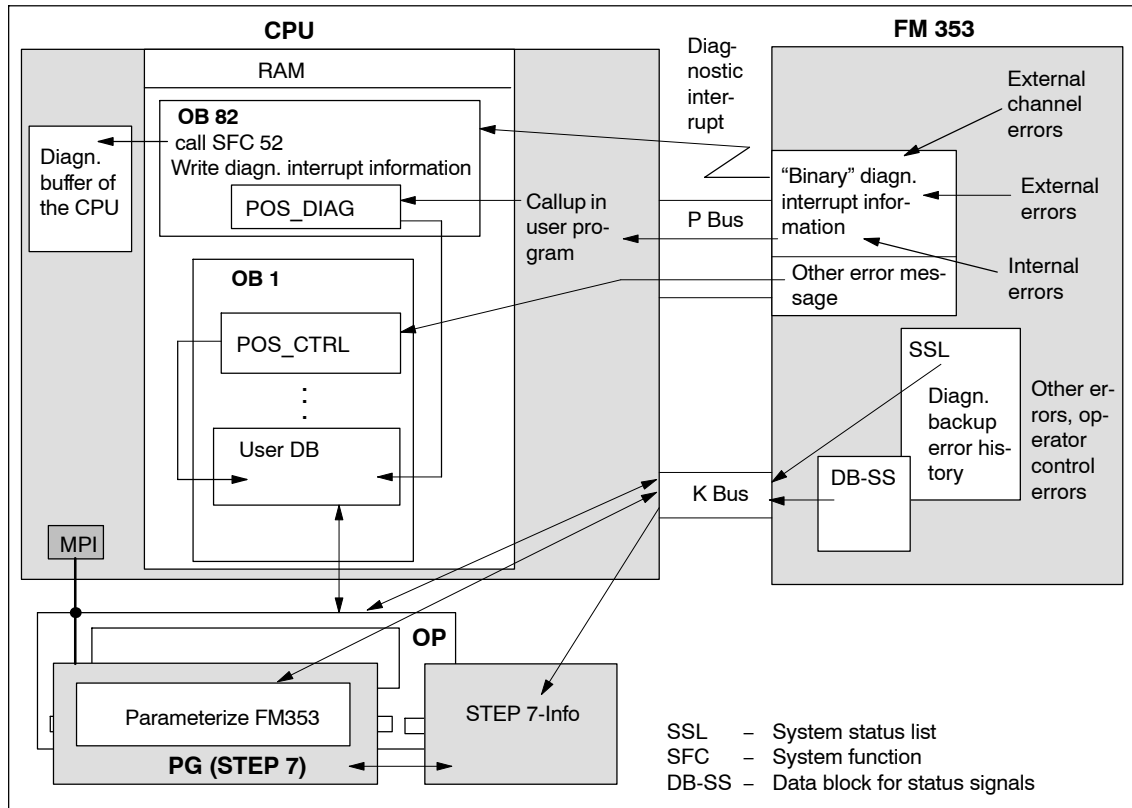 CPU
FM 353
RAM
Diag-
nostic
inter-
rupt
External
channel
errors
OB 82
call SFC 52
Write diagn. interrupt information
POS_DIAG
Diagn.
buffer of
the CPU
Callup in
user pro-
gram
P Bus
“Binary” diagn.
interrupt infor-
mation
External
errors
Internal
errors
Other error mes-
sage
OB 1
POS_CTRL
.
.
.
User DB
SSL
Diagn.
backup
error his-
tory
Other er-
rors, op-
erator
control
errors
DB-SS
K Bus
MPI
OP
Parameterize FM353
PG (STEP 7)
STEP 7-Info
SSL – System status list
SFC – System function
DB-SS – Data block for status signals